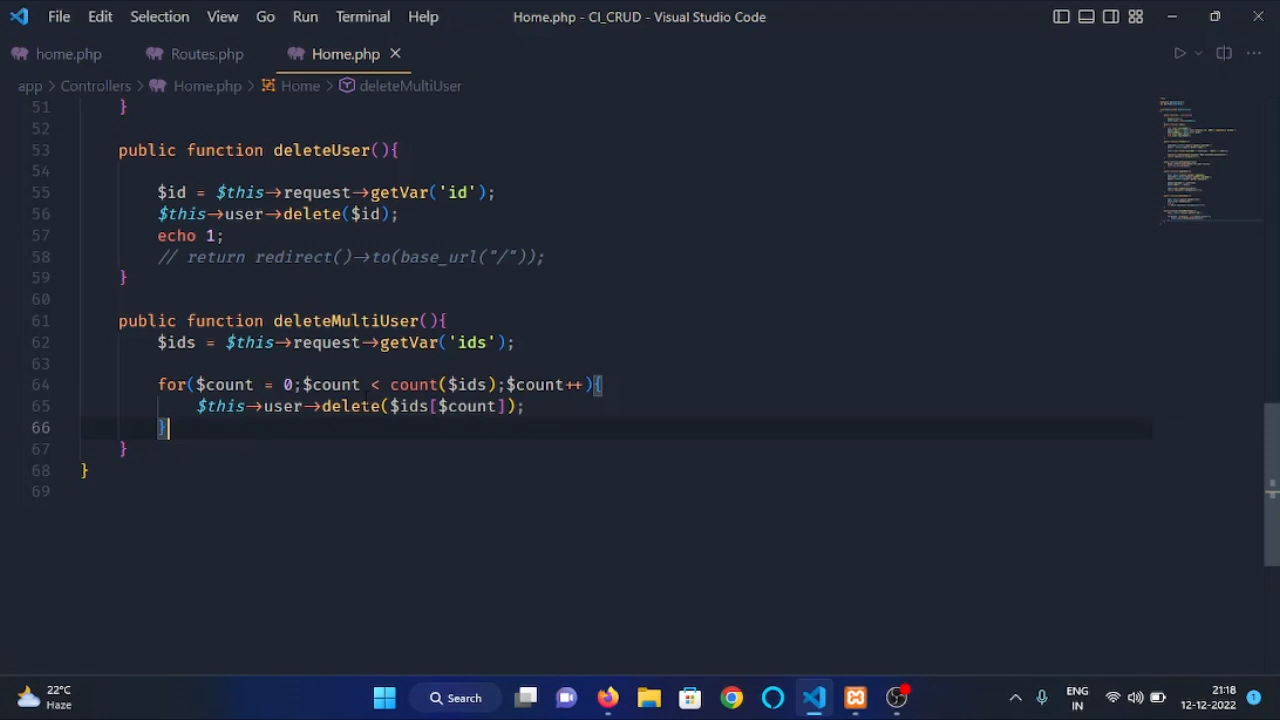 File Edit Selection View Go Run Terminal Help Home.php - CI_CRUD - Visual Studio Code
home.php Routes.php Home.php
app > Controllers > Home.php > Home > deleteMultiUser
51 }
52
53 public function deleteUser(){
54
55 $id = $this->request->getVar('id');
56 $this->user->delete($id);
57 echo 1;
58 // return redirect()->to(base_url("/"));
59 }
60
61 public function deleteMultiUser(){
62 $ids = $this->request->getVar('ids');
63
64 for($count = 0;$count < count($ids);$count++){
65 $this->user->delete($ids[$count]);
66 }
67 }
68 }
69
22°C
Haze
Search
ENG
IN
21:18
12-12-2022
1